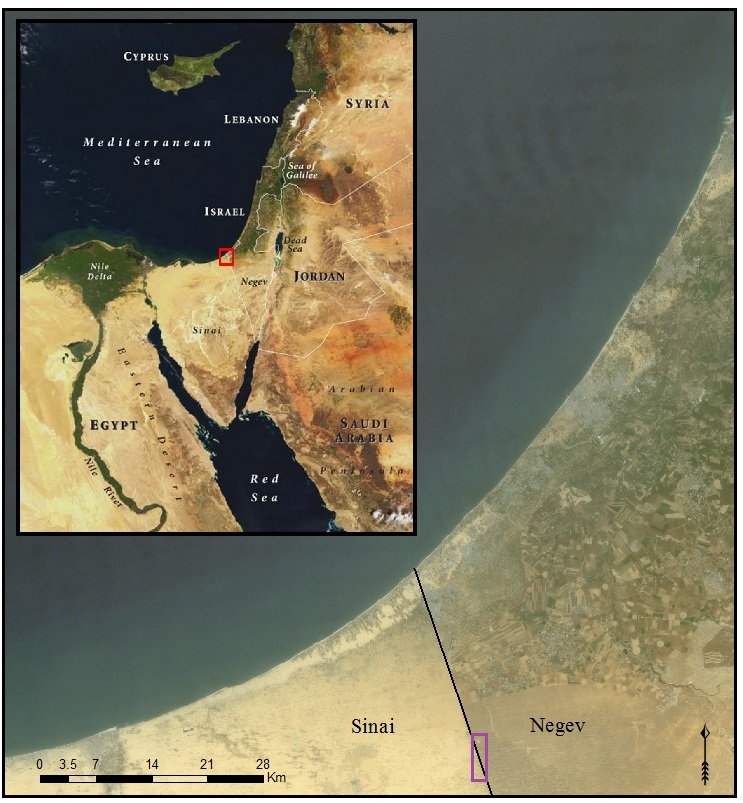 CYPRUS
SYRIA
LEBANON
Mediterranean
Sea
Sea of
Galilee
ISRAEL
Dead
Sea
Nile
Delta
Negev
JORDAN
Sinai
Eastern Desert
Arabian
EGYPT
SAUDI
ARABIA
Peninsula
Nile River
Red
Sea
Sinai
Negev
0 3.5 7 14 21 28
Km